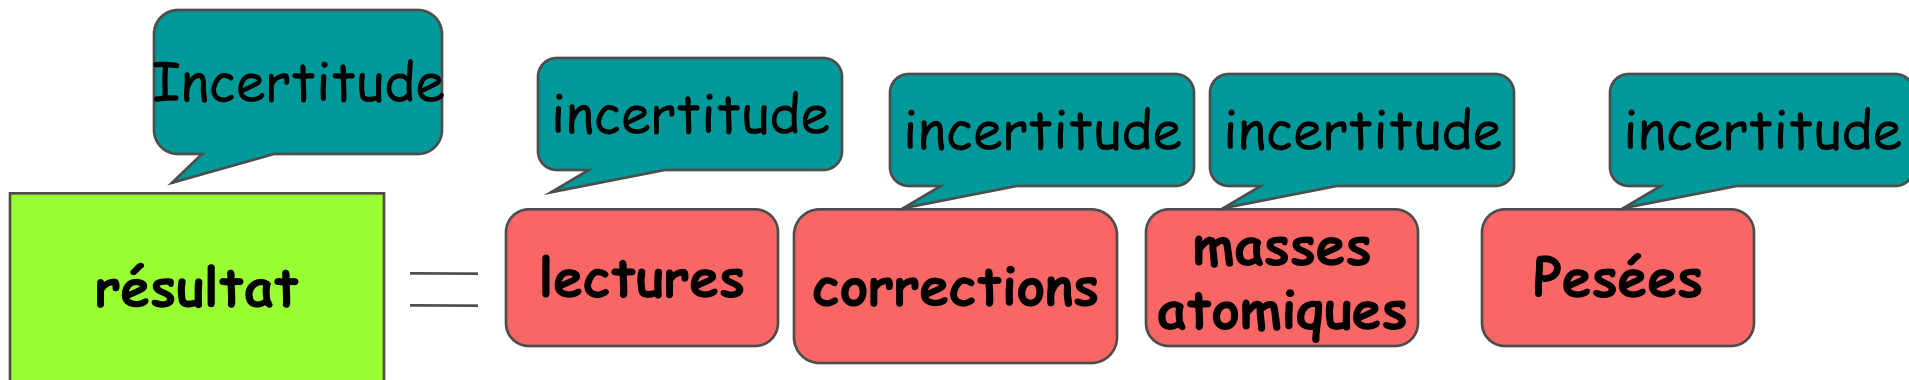 Incertitude
incertitude
incertitude
incertitude
incertitude
résultat
lectures
corrections
masses
atomiques
Pesées